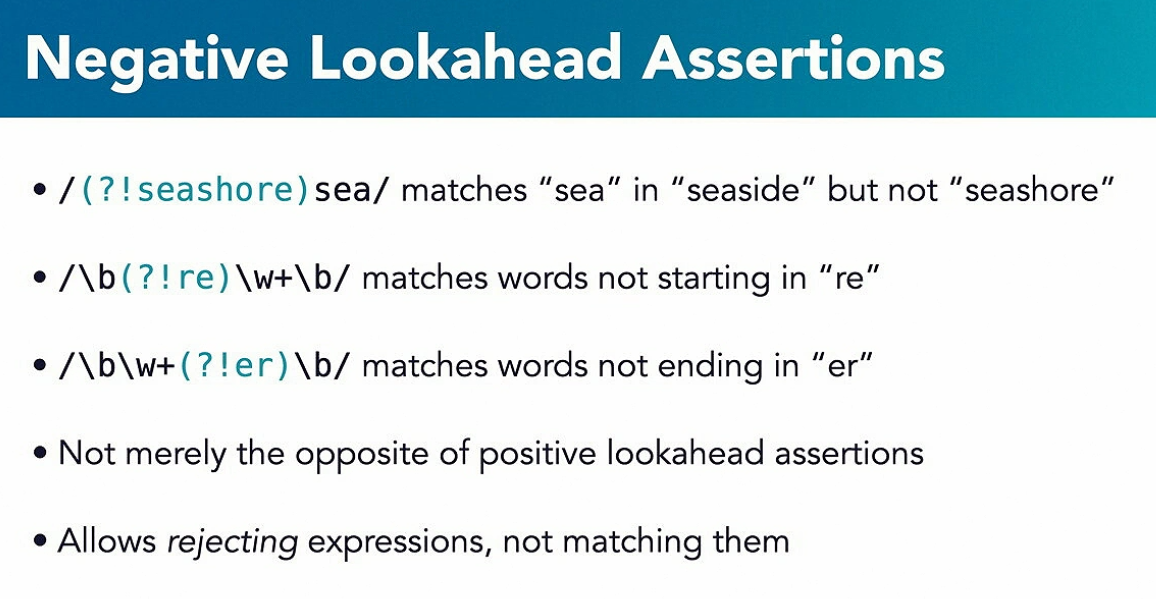 Negative Lookahead Assertions
• /(?!seashore)sea/ matches “sea” in “seaside” but not “seashore”
• /\b(?!re)\w+\b/ matches words not starting in “re”
• /\b\w+(?!er)\b/ matches words not ending in “er”
• Not merely the opposite of positive lookahead assertions
• Allows rejecting expressions, not matching them